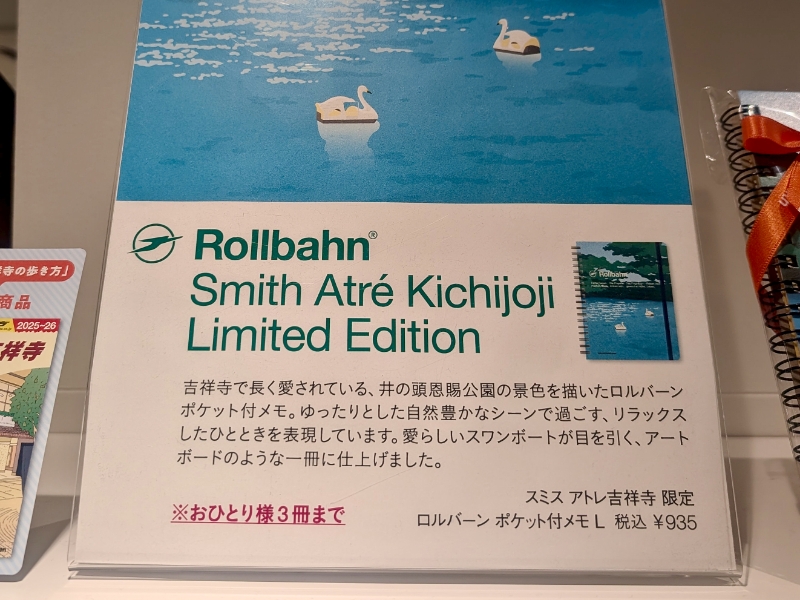 Rollbahn®
Smith Atré Kichijoji
Limited Edition
吉祥寺で長く愛されている、井の頭恩賜公園の景色を描いたロルバーン
ポケット付メモ。ゆったりとした自然豊かなシーンで過ごす、リラックス
したひとときを表現しています。愛らしいスワンボートが目を引く、アート
ボードのような一冊に仕上げました。
※おひとり様3冊まで
スミス アトレ吉祥寺 限定
ロルバーン ポケット付メモ L 税込 ¥935
Rollbahn
祥寺の歩き方」
商品
2025-26
祥寺